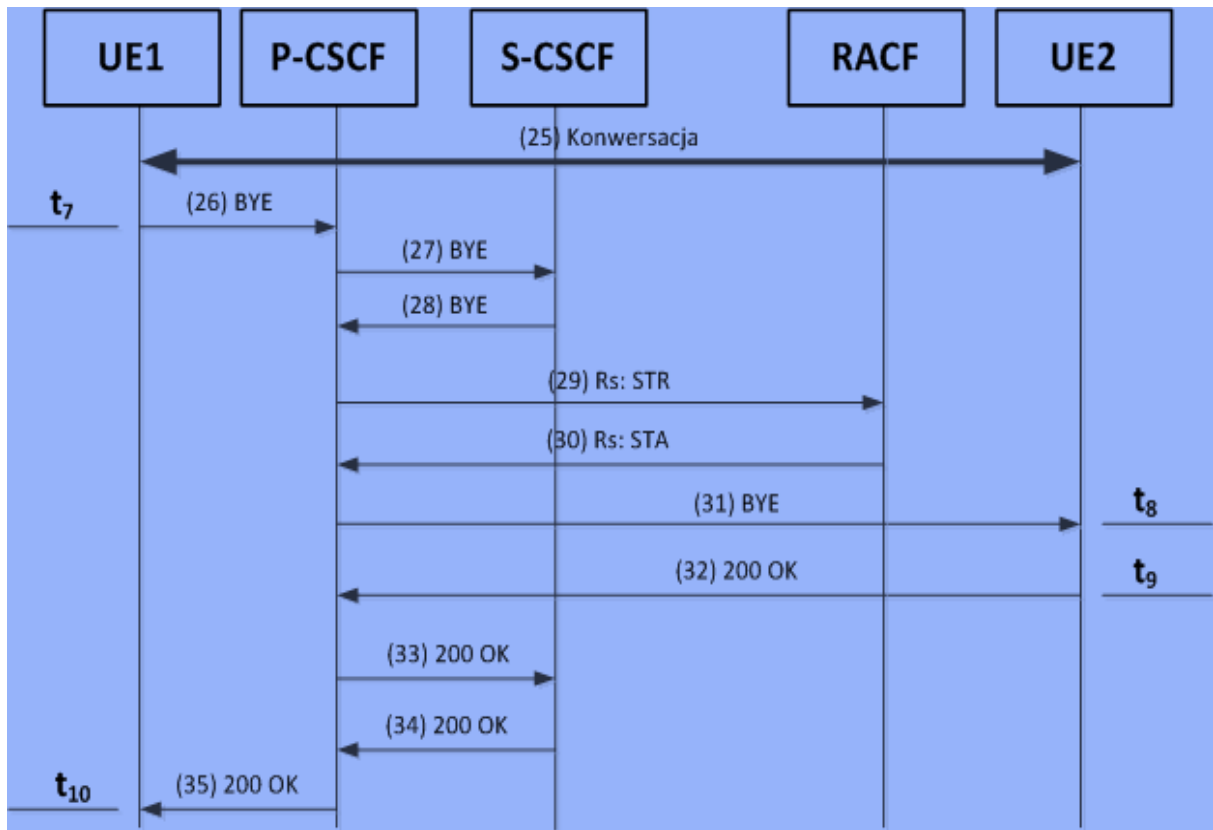 UE1 P-CSCF S-CSCF RACF UE2
(25) Konwersacja
t₇ (26) BYE
(27) BYE
(28) BYE
(29) Rs: STR
(30) Rs: STA
(31) BYE t₈
(32) 200 OK t₉
(33) 200 OK
(34) 200 OK
t₁₀ (35) 200 OK